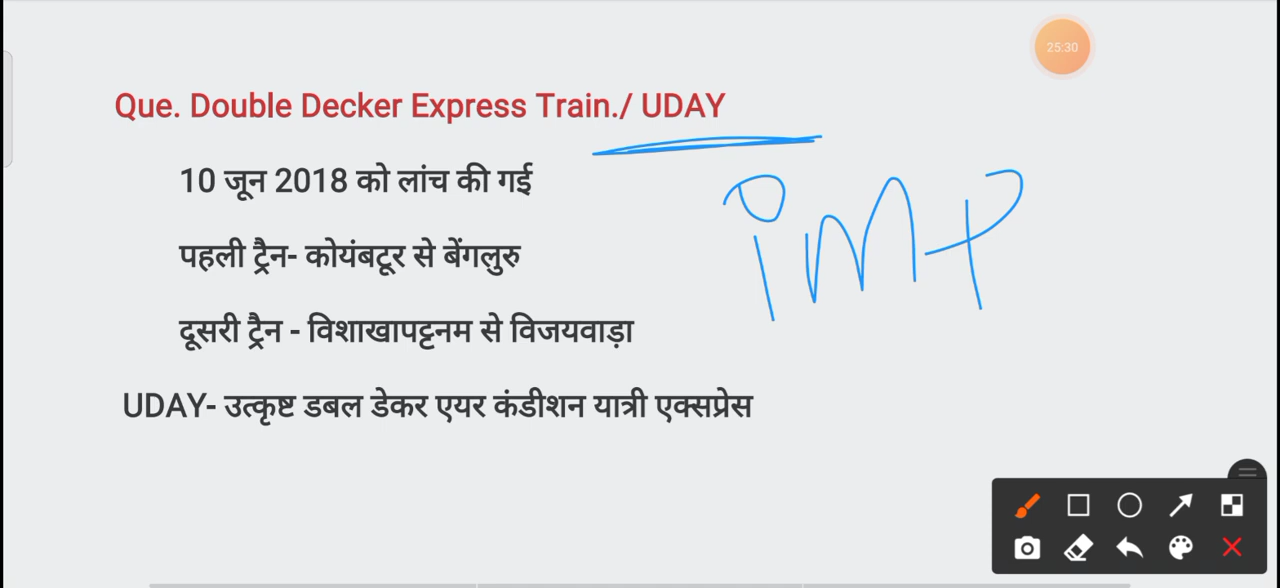 25:30
Que. Double Decker Express Train./ UDAY
10 जून 2018 को लांच की गई
पहली ट्रैन- कोयंबटूर से बेंगलुरु
दूसरी ट्रैन - विशाखापट्टनम से विजयवाड़ा
UDAY- उत्कृष्ट डबल डेकर एयर कंडीशन यात्री एक्सप्रेस
iMP